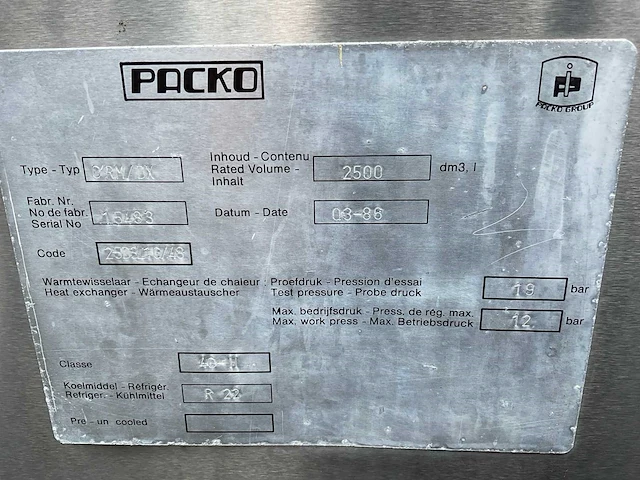 PACKO
PACKO GROUP
Type - Typ RM/DX
Inhoud - Contenu
Rated Volume -
Inhalt
2500 dm3, l
Fabr. Nr.
No de fabr.
Serial No
15483
Datum - Date 03-86
Code
Warmtewisselaar - Echangeur de chaleur : Proefdruk - Pression d'essai
Heat exchanger - Wärmeaustauscher Test pressure - Probe druck
19 bar
Max. bedrijfsdruk - Press. de rég. max.
Max. work press - Max. Betriebsdruck
12 bar
Classe
Koelmiddel - Réfrigér.
Refriger. - Kühlmittel
R 22
Pre - un cooled